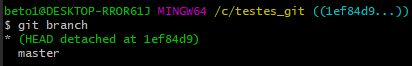 beto1@DESKTOP-RROR61J MINGW64 /c/testes_git ((1ef84d9...))
$ git branch
* (HEAD detached at 1ef84d9)
  master